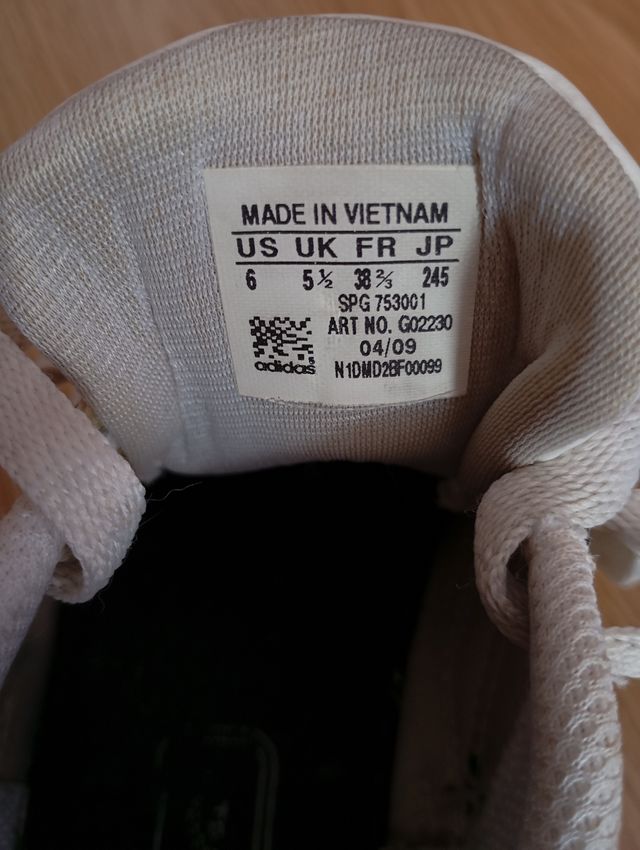 MADE IN VIETNAM
US UK FR JP
6 5½ 38⅔ 245
SPG 753001
ART NO. G02230
04/09
adidas N1DMD2BF00099